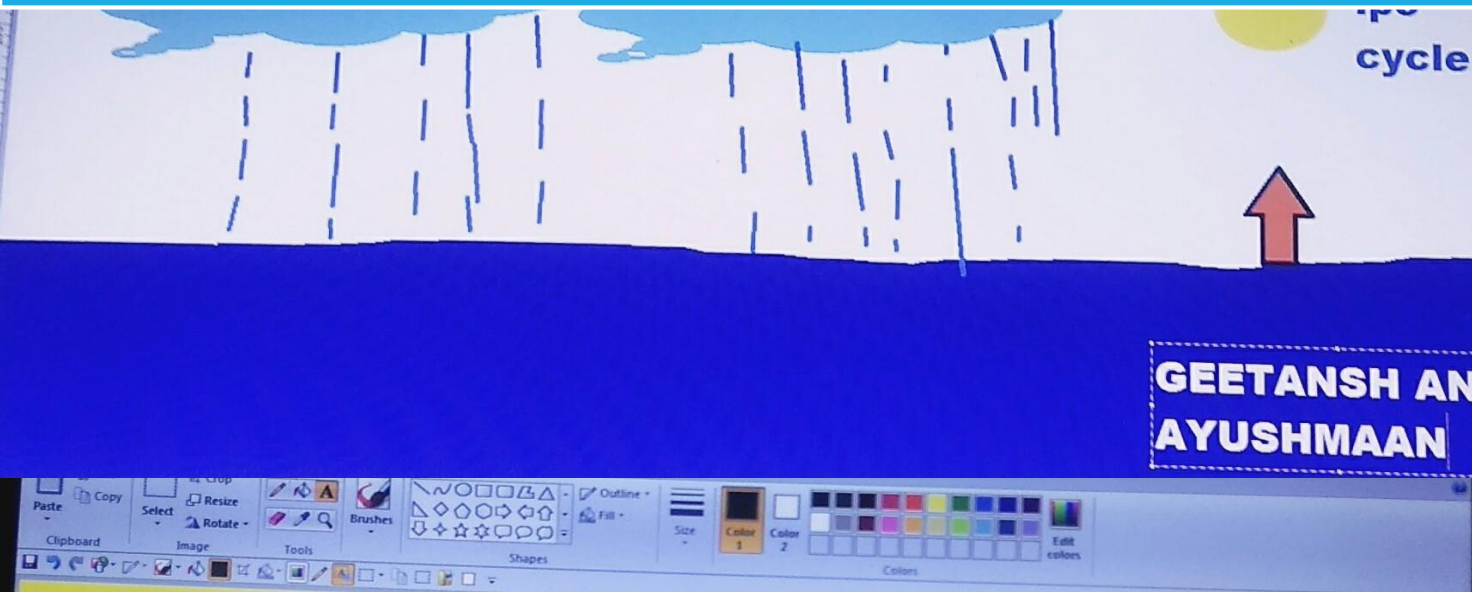 cycle
GEETANSH AN
AYUSHMAAN
Paste
Copy
Select
Crop
Resize
Rotate
Brushes
Outline
Fill
Size
Color
1
Color
2
Edit
colors
Clipboard
Image
Tools
Shapes
Colors